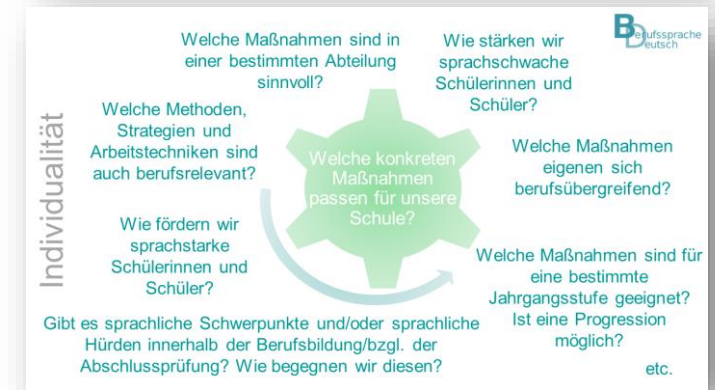 Berufssprache
Deutsch
Individualität
Welche Maßnahmen sind in
einer bestimmten Abteilung
sinnvoll?
Wie stärken wir
sprachschwache
Schülerinnen und
Schüler?
Welche Methoden,
Strategien und
Arbeitstechniken sind
auch berufsrelevant?
Welche konkreten
Maßnahmen
passen für unsere
Schule?
Welche Maßnahmen
eigenen sich
berufsübergreifend?
Wie fördern wir
sprachstarke
Schülerinnen und
Schüler?
Welche Maßnahmen sind für
eine bestimmte
Jahrgangsstufe geeignet?
Ist eine Progression
möglich?
Gibt es sprachliche Schwerpunkte und/oder sprachliche
Hürden innerhalb der Berufsbildung/bzgl. der
Abschlussprüfung? Wie begegnen wir diesen?
etc.